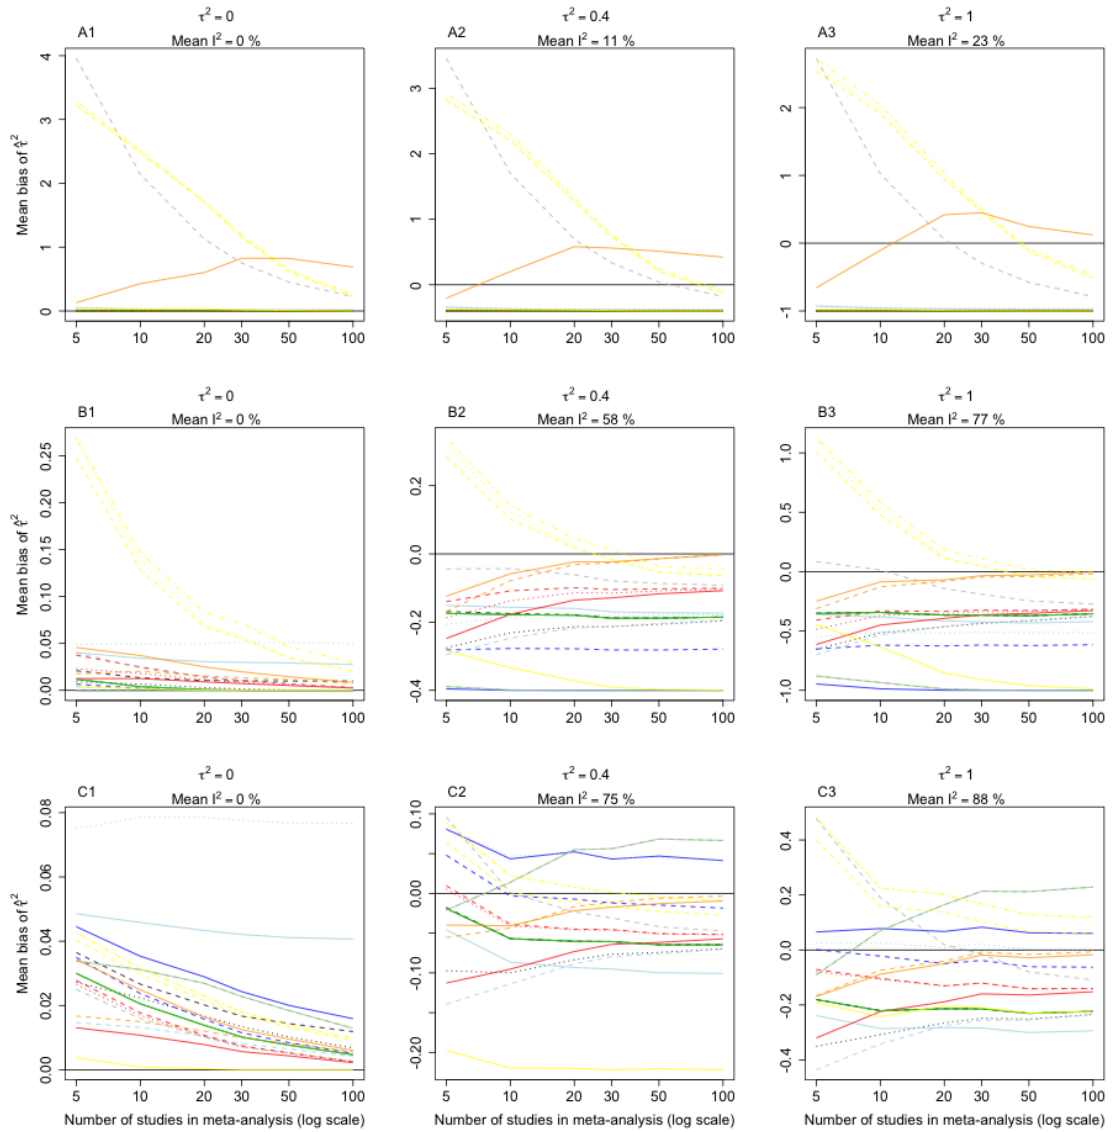 τ² = 0
A1
Mean I² = 0 %
τ² = 0.4
A2
Mean I² = 11 %
τ² = 1
A3
Mean I² = 23 %
Mean bias of τ̂²
4
3
2
1
0
5 10 20 30 50 100
3
2
1
0
5 10 20 30 50 100
2
1
0
-1
5 10 20 30 50 100
τ² = 0
B1
Mean I² = 0 %
τ² = 0.4
B2
Mean I² = 58 %
τ² = 1
B3
Mean I² = 77 %
Mean bias of τ̂²
0.25
0.20
0.15
0.10
0.05
0.00
5 10 20 30 50 100
0.2
0.0
-0.2
-0.4
5 10 20 30 50 100
1.0
0.5
0.0
-0.5
-1.0
5 10 20 30 50 100
τ² = 0
C1
Mean I² = 0 %
τ² = 0.4
C2
Mean I² = 75 %
τ² = 1
C3
Mean I² = 88 %
Mean bias of τ̂²
0.08
0.06
0.04
0.02
0.00
5 10 20 30 50 100
Number of studies in meta-analysis (log scale)
0.10
0.05
0.00
-0.10
-0.20
5 10 20 30 50 100
Number of studies in meta-analysis (log scale)
0.4
0.2
0.0
-0.2
-0.4
5 10 20 30 50 100
Number of studies in meta-analysis (log scale)